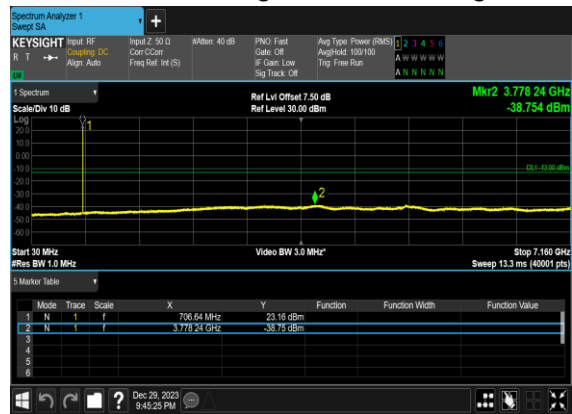 Spectrum Analyzer 1
Swept SA
+
KEYSIGHT Input: RF Input Z: 50 Ω #Atten: 40 dB PNO: Fast Avg Type: Power (RMS) 1 2 3 4 5 6
R T Coupling: DC Corr CCorr Gate: Off Avg|Hold: 100/100 A W W W W W
Align: Auto Freq Ref: Int (S) IF Gain: Low Trig: Free Run
LXI Sig Track: Off A N N N N N
1 Spectrum Ref Lvl Offset 7.50 dB Mkr2 3.778 24 GHz
Scale/Div 10 dB Ref Level 30.00 dBm -38.754 dBm
Log
20.0 1
10.0
0.00
-10.0 DL1 -13.00 dBm
-20.0
-30.0 2
-40.0
-50.0
-60.0
Start 30 MHz Video BW 3.0 MHz* Stop 7.160 GHz
#Res BW 1.0 MHz Sweep 13.3 ms (40001 pts)
5 Marker Table
Mode Trace Scale X Y Function Function Width Function Value
1 N 1 f 706.64 MHz 23.16 dBm
2 N 1 f 3.778 24 GHz -38.75 dBm
3
4
5
6
? Dec 29, 2023
9:45:25 PM